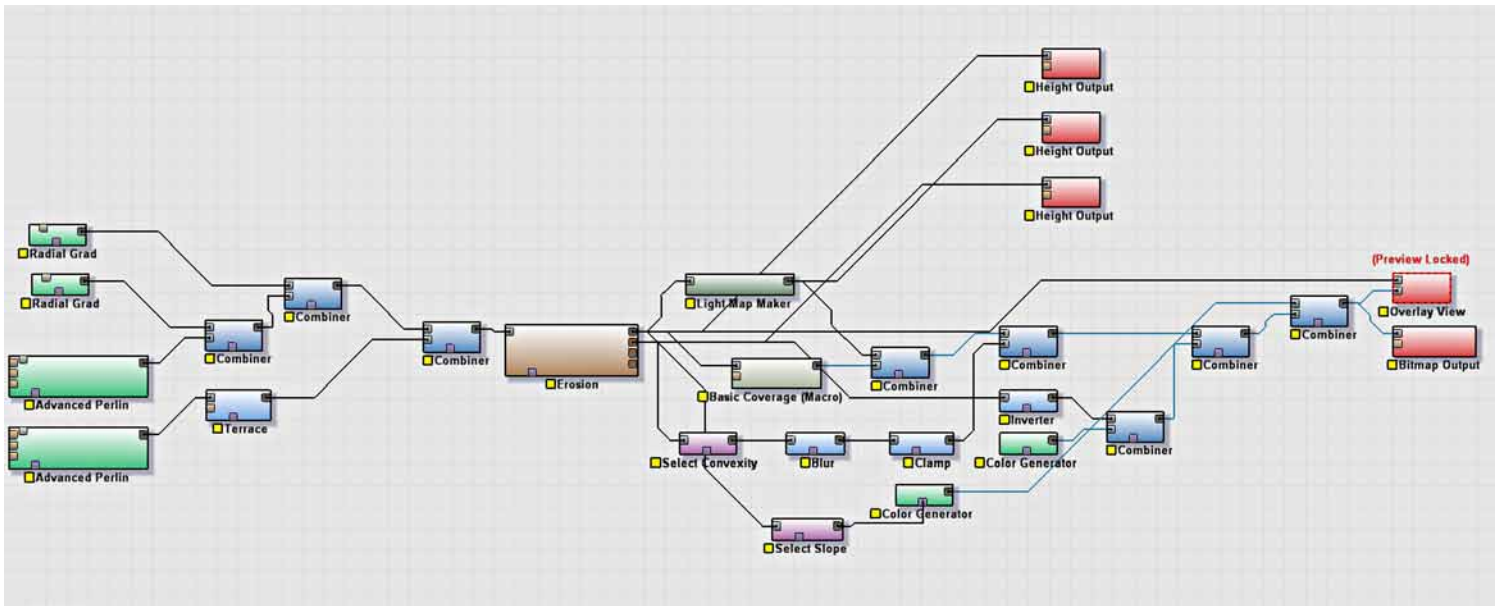 Height Output
Height Output
Height Output
Radial Grad
(Preview Locked)
Radial Grad
Light Map Maker
Combiner
Overlay View
Combiner
Combiner
Combiner
Combiner
Combiner
Bitmap Output
Erosion
Combiner
Basic Coverage (Macro)
Advanced Perlin
Inverter
Terrace
Combiner
Select Convexity
Blur
Clamp
Color Generator
Advanced Perlin
Color Generator
Select Slope